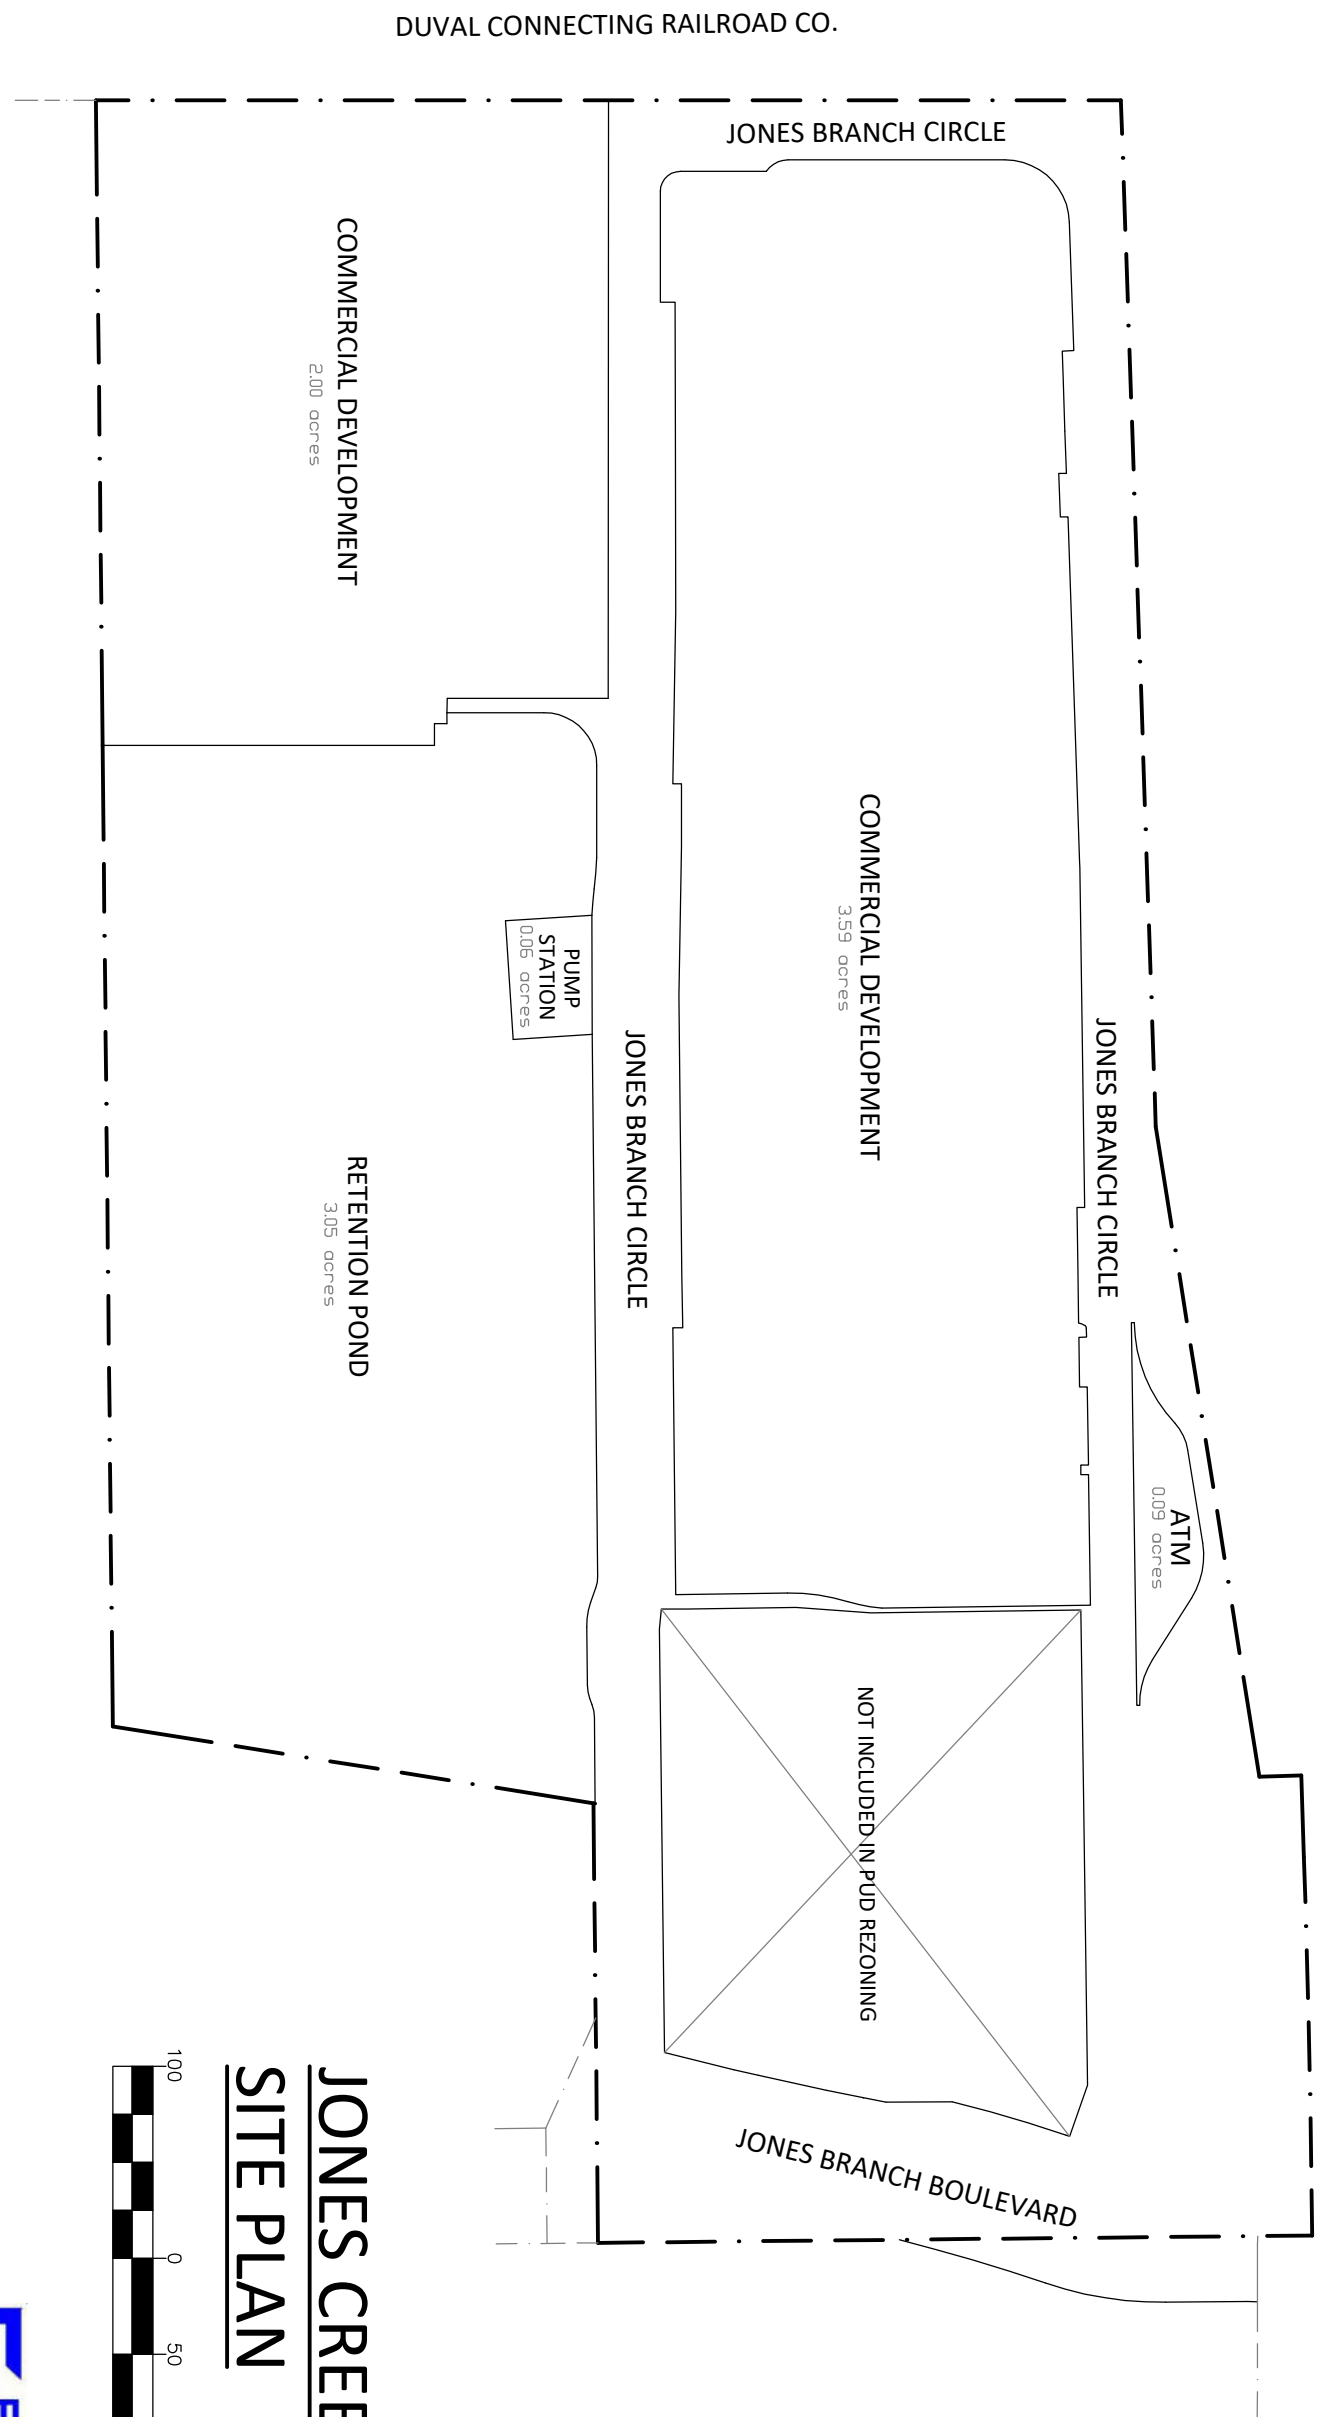 DUVAL CONNECTING RAILROAD CO.
JONES BRANCH CIRCLE
COMMERCIAL DEVELOPMENT
2.00 acres
COMMERCIAL DEVELOPMENT
3.59 acres
PUMP
STATION
0.06 acres
JONES BRANCH CIRCLE
JONES BRANCH CIRCLE
RETENTION POND
3.05 acres
ATM
0.09 acres
NOT INCLUDED IN PUD REZONING
JONES BRANCH BOULEVARD
JONES CREE
SITE PLAN
100 0 50